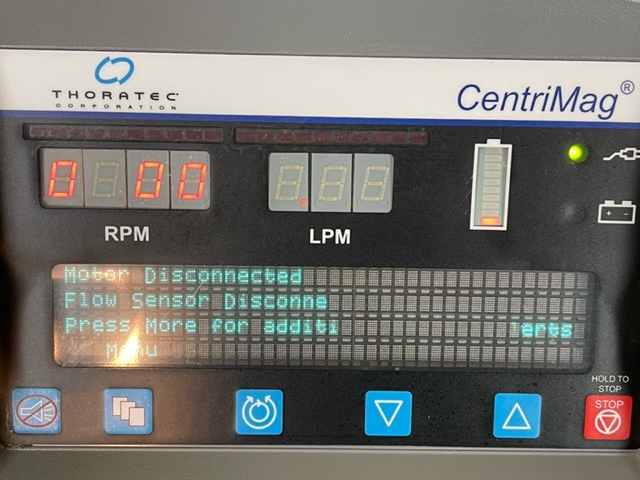 THORATEC
CORPORATION
CentriMag®
0 00
RPM
LPM
Motor Disconnected
Flow Sensor Disconne
Press More for additi erts
Menu
HOLD TO
STOP
STOP